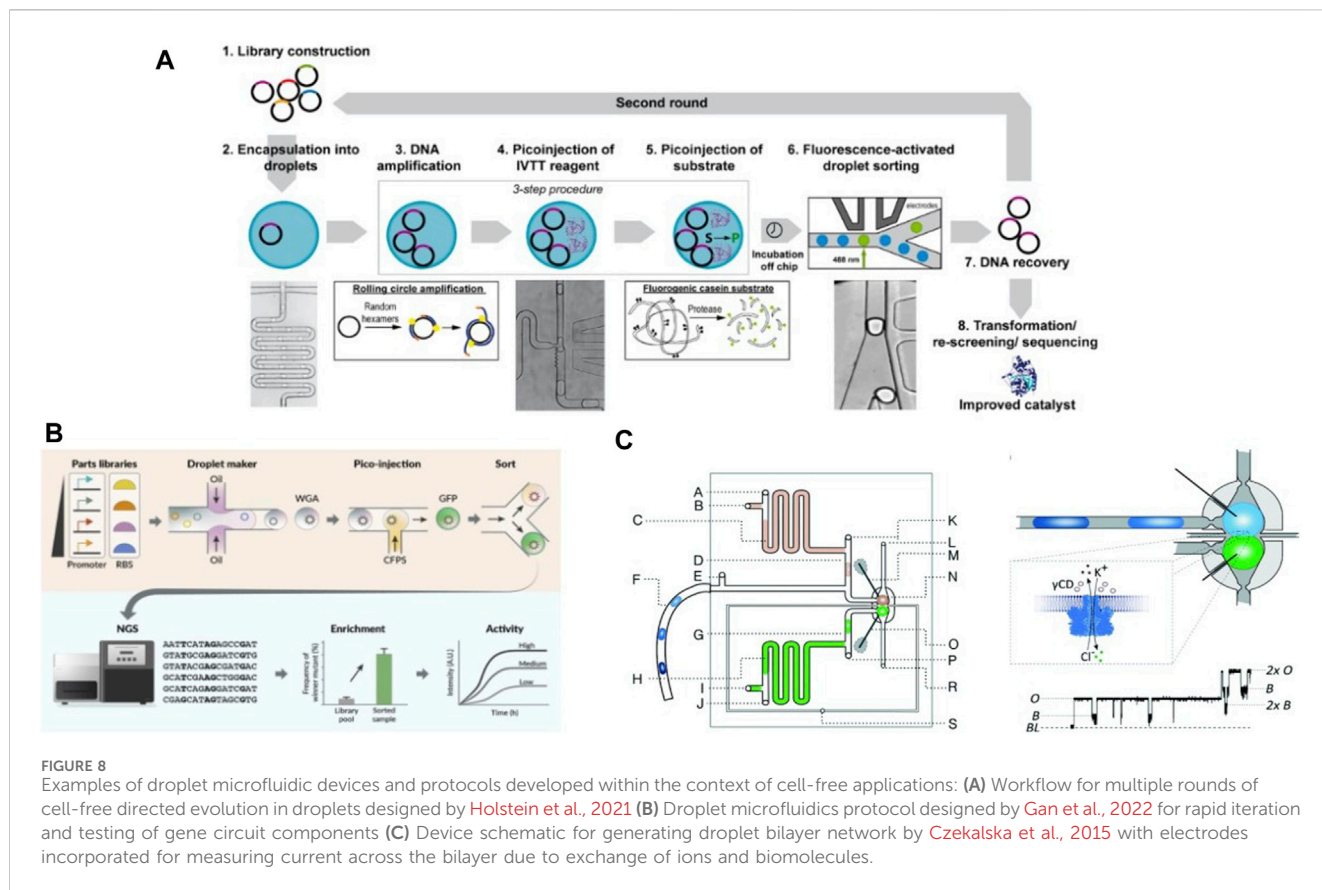 A
1. Library construction
Second round
2. Encapsulation into droplets
3. DNA amplification
4. Picoinjection of IVTT reagent
5. Picoinjection of substrate
6. Fluorescence-activated droplet sorting
3-step procedure
electrodes
S → P
Incubation off chip
488 nm
7. DNA recovery
Rolling circle amplification
Random hexamers
Fluorogenic casein substrate
Protease
8. Transformation/ re-screening/ sequencing
Improved catalyst
B
Parts libraries
Droplet maker
Pico-injection
Sort
Oil
WGA
GFP
Promoter
RBS
Oil
CFPS
NGS
Enrichment
Activity
AATTCATAGAGCCGAT
GTATGCGAGGATCGTG
GTATACGAGCGATGAC
GCATCGAAGCTGGGAC
GCATCAGAGGATCGAT
CGAGCATAGTAGCGTG
Frequency of winner mutant (%)
Library pool
Sorted sample
Intensity (A.U.)
High
Medium
Low
Time (h)
C
A
B
C
D
E
F
G
H
I
J
K
L
M
N
O
P
R
S
γCD
K⁺
Cl⁻
O
B
BL
2x O
B
2x B
FIGURE 8
Examples of droplet microfluidic devices and protocols developed within the context of cell-free applications: (A) Workflow for multiple rounds of
cell-free directed evolution in droplets designed by Holstein et al., 2021 (B) Droplet microfluidics protocol designed by Gan et al., 2022 for rapid iteration
and testing of gene circuit components (C) Device schematic for generating droplet bilayer network by Czekalska et al., 2015 with electrodes
incorporated for measuring current across the bilayer due to exchange of ions and biomolecules.